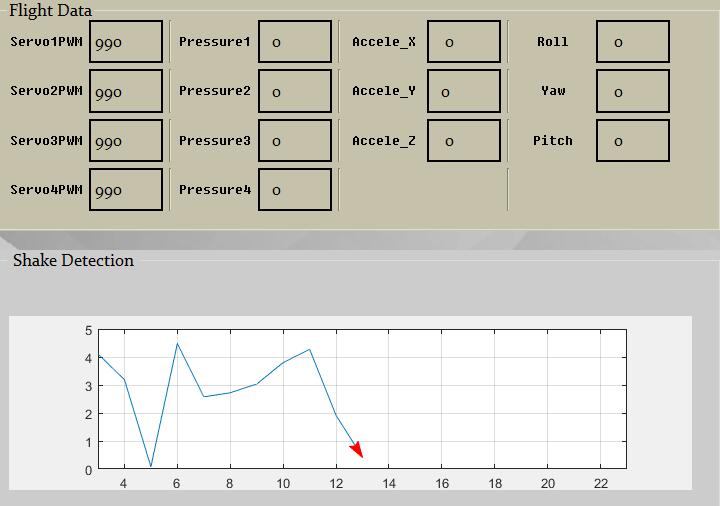 Flight Data
Servo1PWM 990 Pressure1 0 Accele_X 0 Roll 0
Servo2PWM 990 Pressure2 0 Accele_Y 0 Yaw 0
Servo3PWM 990 Pressure3 0 Accele_Z 0 Pitch 0
Servo4PWM 990 Pressure4 0
Shake Detection
5
4
3
2
1
0
4 6 8 10 12 14 16 18 20 22